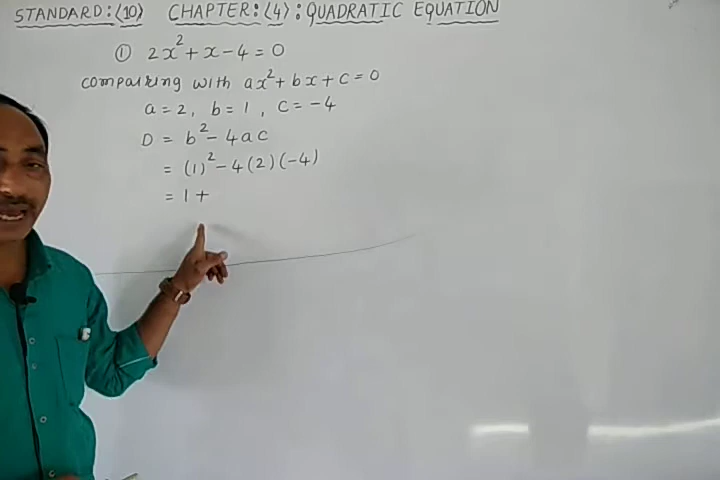 STANDARD:⟨10⟩ CHAPTER:⟨4⟩:QUADRATIC EQUATION
① 2x²+x-4=0
comparing with ax²+bx+c=0
a=2, b=1, c=-4
D = b²-4ac
= (1)²-4(2)(-4)
= 1+